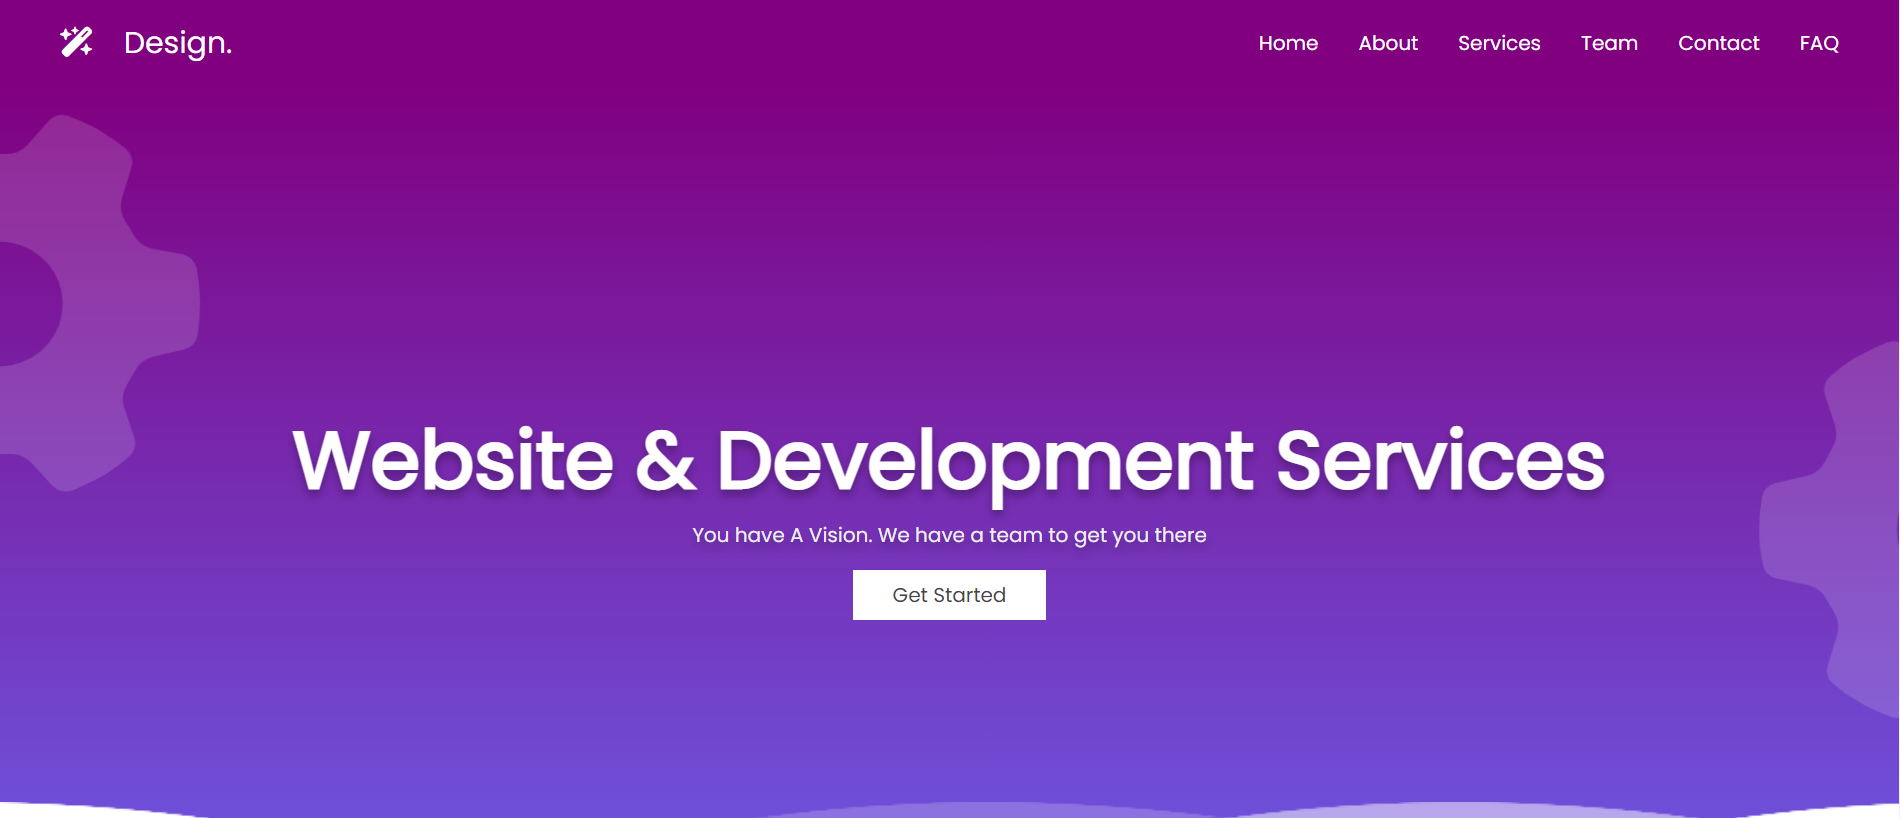 Design.
Home About Services Team Contact FAQ
Website & Development Services
You have A Vision. We have a team to get you there
Get Started